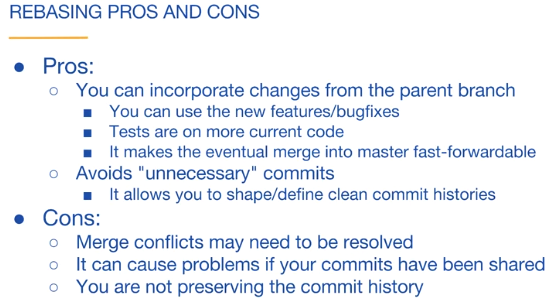 REBASING PROS AND CONS
● Pros:
○ You can incorporate changes from the parent branch
■ You can use the new features/bugfixes
■ Tests are on more current code
■ It makes the eventual merge into master fast-forwardable
○ Avoids "unnecessary" commits
■ It allows you to shape/define clean commit histories
● Cons:
○ Merge conflicts may need to be resolved
○ It can cause problems if your commits have been shared
○ You are not preserving the commit history